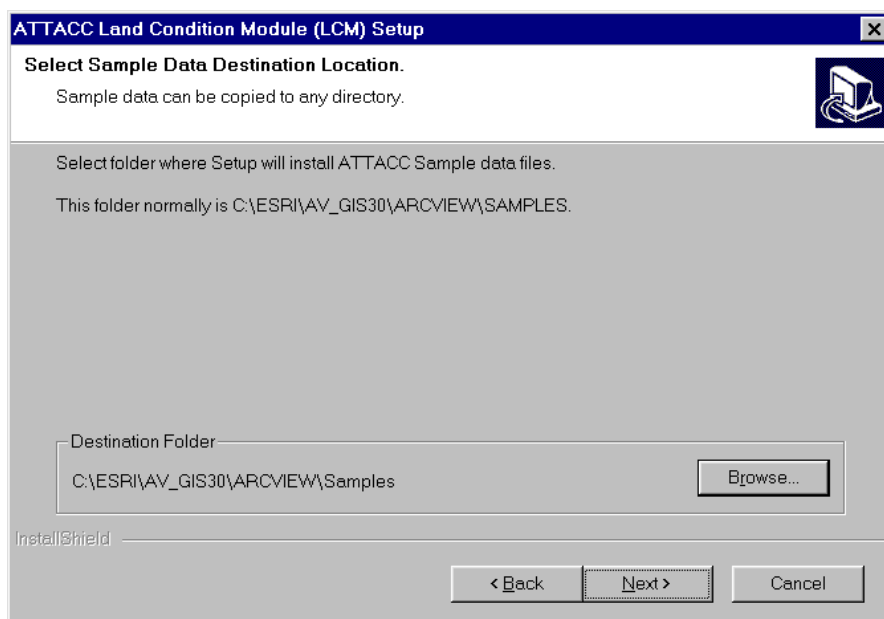 ATTACC Land Condition Module (LCM) Setup
Select Sample Data Destination Location.
Sample data can be copied to any directory.
Select folder where Setup will install ATTACC Sample data files.
This folder normally is C:\ESRI\AV_GIS30\ARCVIEW\SAMPLES.
Destination Folder
C:\ESRI\AV_GIS30\ARCVIEW\Samples
Browse...
InstallShield
< Back
Next >
Cancel